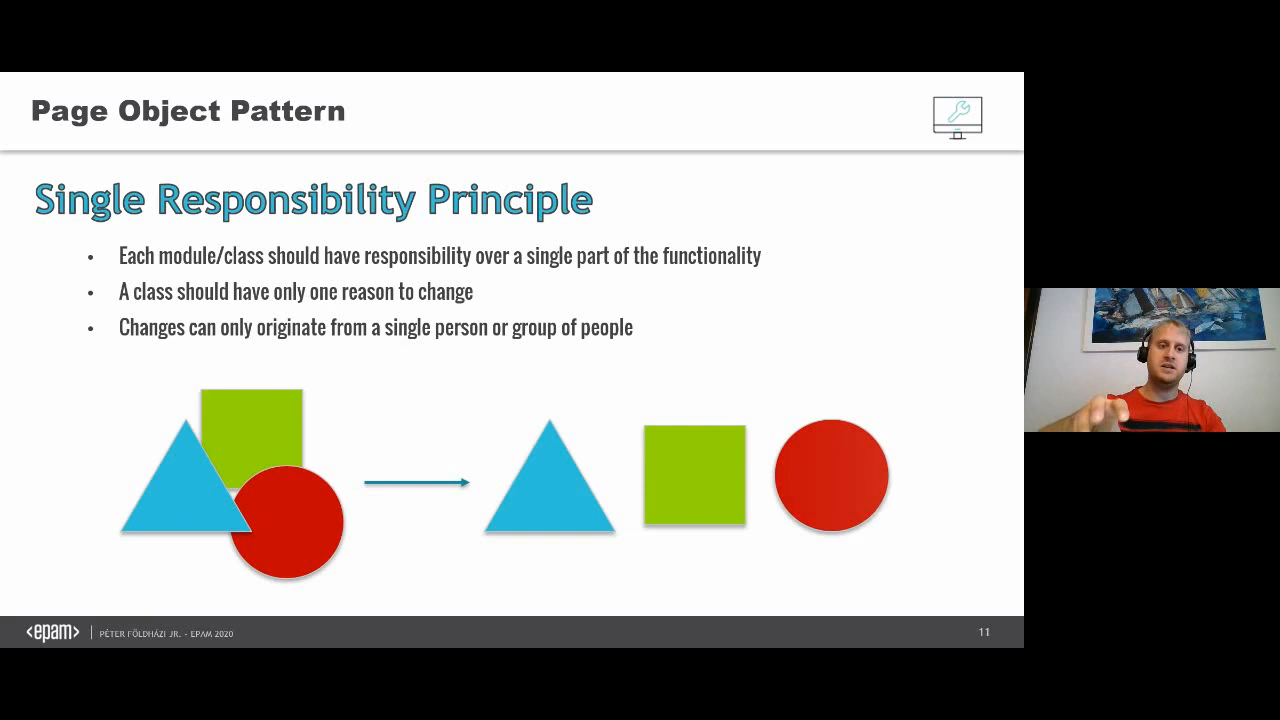 Page Object Pattern
Single Responsibility Principle
• Each module/class should have responsibility over a single part of the functionality
• A class should have only one reason to change
• Changes can only originate from a single person or group of people
<epam> | PÉTER FÖLDHÁZI JR. - EPAM 2020
11